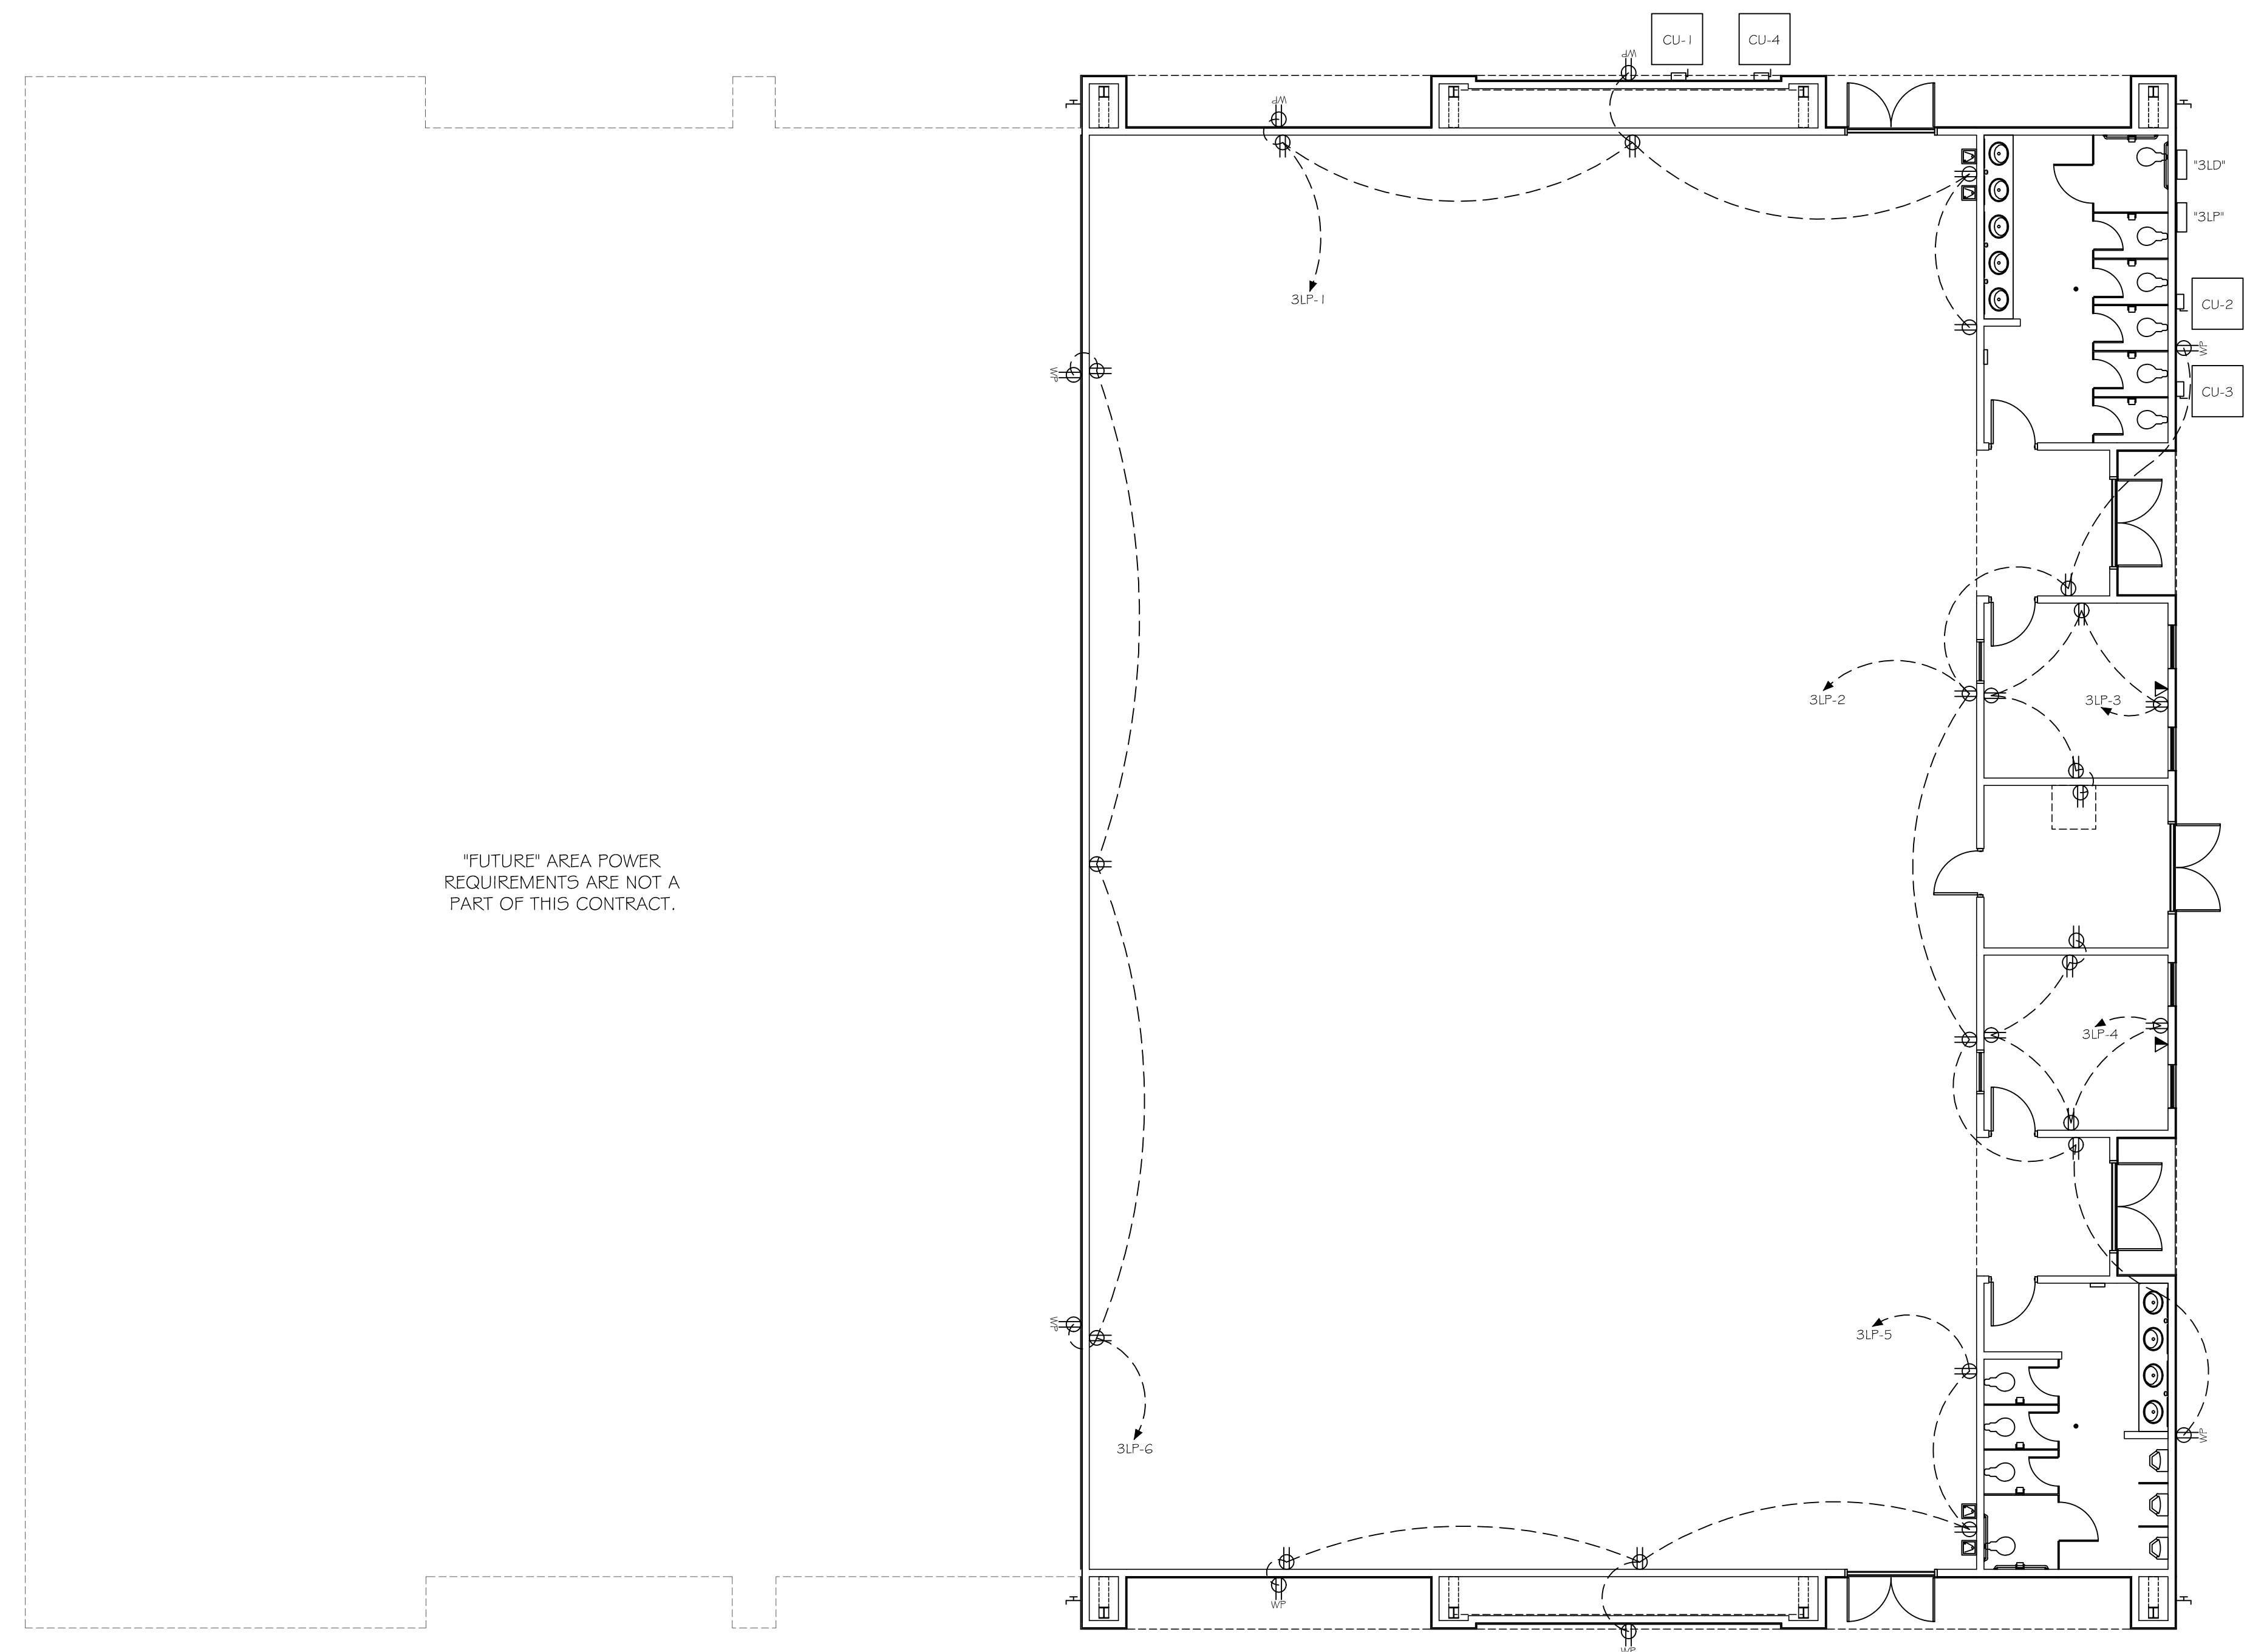 CU-1
CU-4
WP
WP
"3LD"
"3LP"
3LP-1
CU-2
WP
WP
CU-3
3LP-2
3LP-3
"FUTURE" AREA POWER
REQUIREMENTS ARE NOT A
PART OF THIS CONTRACT.
3LP-4
WP
3LP-5
3LP-6
WP
WP
WP